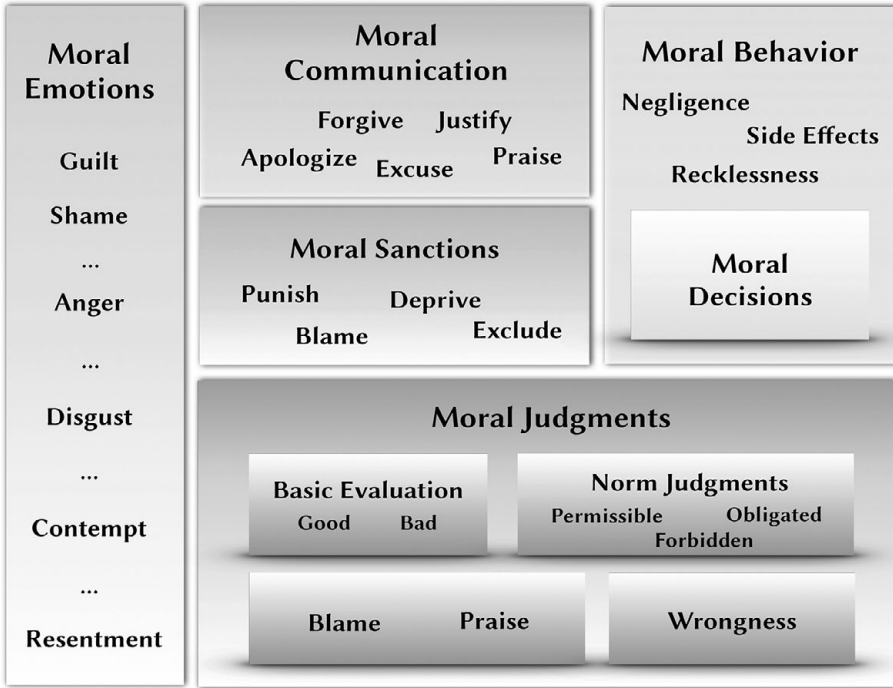 Moral
Emotions
Guilt
Shame
...
Anger
...
Disgust
...
Contempt
...
Resentment
Moral
Communication
Forgive Justify
Apologize Excuse Praise
Moral Sanctions
Punish Deprive
Blame Exclude
Moral Behavior
Negligence
Side Effects
Recklessness
Moral
Decisions
Moral Judgments
Basic Evaluation
Good Bad
Norm Judgments
Permissible Obligated
Forbidden
Blame Praise
Wrongness